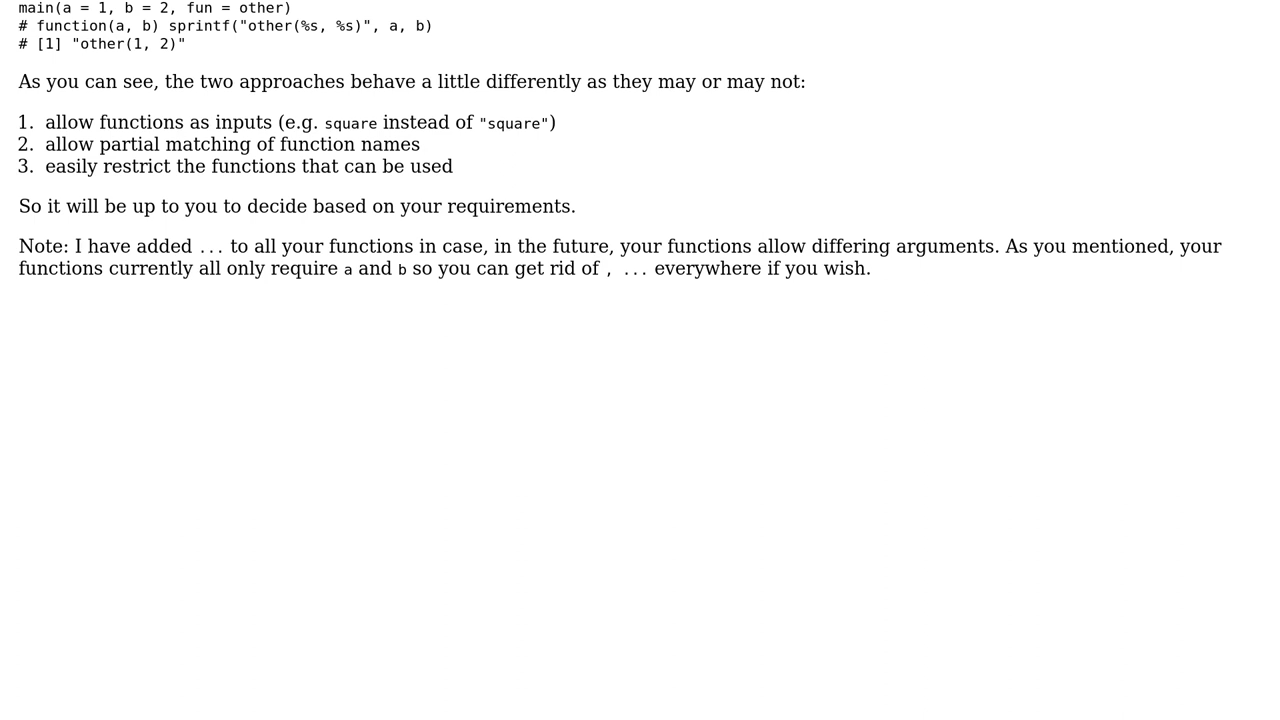 main(a = 1, b = 2, fun = other)
# function(a, b) sprintf("other(%s, %s)", a, b)
# [1] "other(1, 2)"
As you can see, the two approaches behave a little differently as they may or may not:
1. allow functions as inputs (e.g. square instead of "square")
2. allow partial matching of function names
3. easily restrict the functions that can be used
So it will be up to you to decide based on your requirements.
Note: I have added ... to all your functions in case, in the future, your functions allow differing arguments. As you mentioned, your
functions currently all only require a and b so you can get rid of , ... everywhere if you wish.